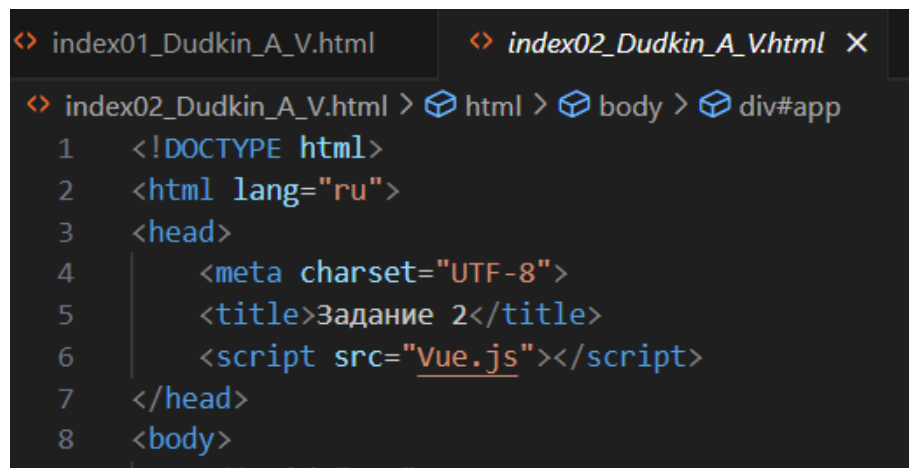 index01_Dudkin_A_V.html index02_Dudkin_A_V.html ×
index02_Dudkin_A_V.html > html > body > div#app
1 <!DOCTYPE html>
2 <html lang="ru">
3 <head>
4 <meta charset="UTF-8">
5 <title>Задание 2</title>
6 <script src="Vue.js"></script>
7 </head>
8 <body>